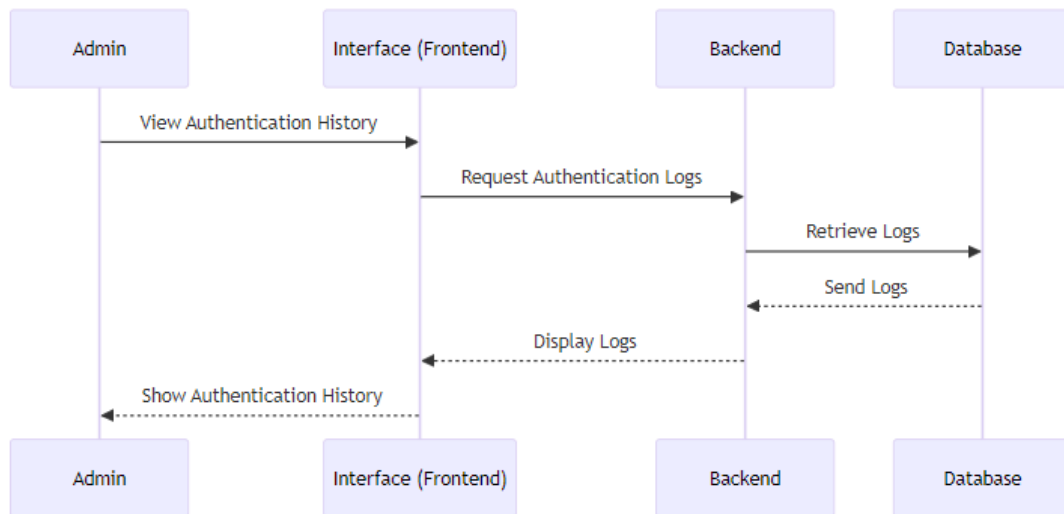 Admin
Interface (Frontend)
Backend
Database
View Authentication History
Request Authentication Logs
Retrieve Logs
Send Logs
Display Logs
Show Authentication History
Admin
Interface (Frontend)
Backend
Database